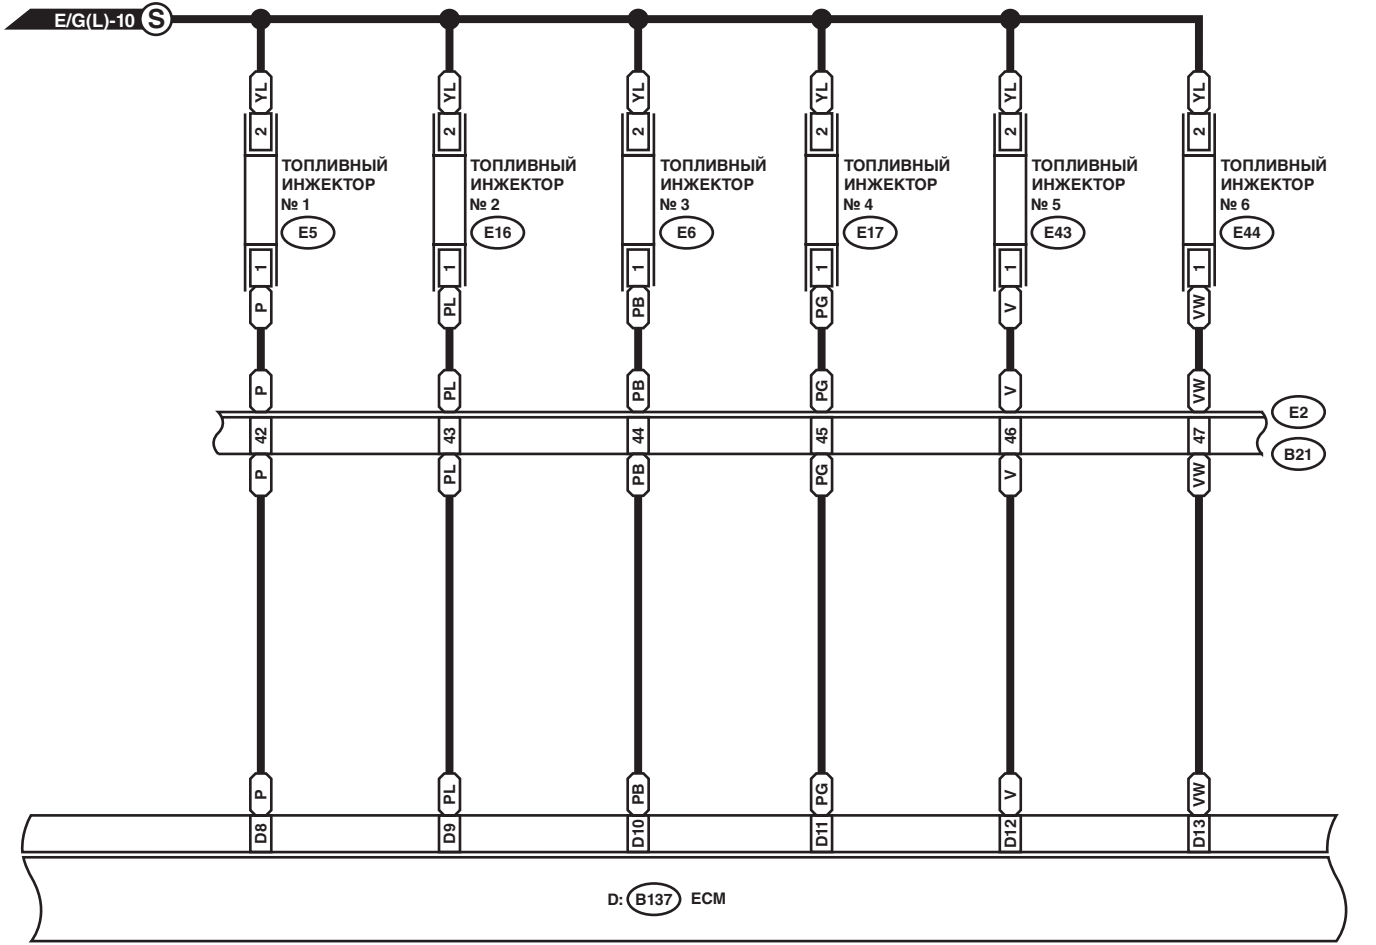 E/G(L)-10 S
YL YL YL YL YL YL
2 2 2 2 2 2
ТОПЛИВНЫЙ
ИНЖЕКТОР
№ 1
E5
ТОПЛИВНЫЙ
ИНЖЕКТОР
№ 2
E16
ТОПЛИВНЫЙ
ИНЖЕКТОР
№ 3
E6
ТОПЛИВНЫЙ
ИНЖЕКТОР
№ 4
E17
ТОПЛИВНЫЙ
ИНЖЕКТОР
№ 5
E43
ТОПЛИВНЫЙ
ИНЖЕКТОР
№ 6
E44
1 1 1 1 1 1
P PL PB PG V VW
P PL PB PG V VW
E2
42 43 44 45 46 47
B21
P PL PB PG V VW
P PL PB PG V VW
D8 D9 D10 D11 D12 D13
D: B137 ECM